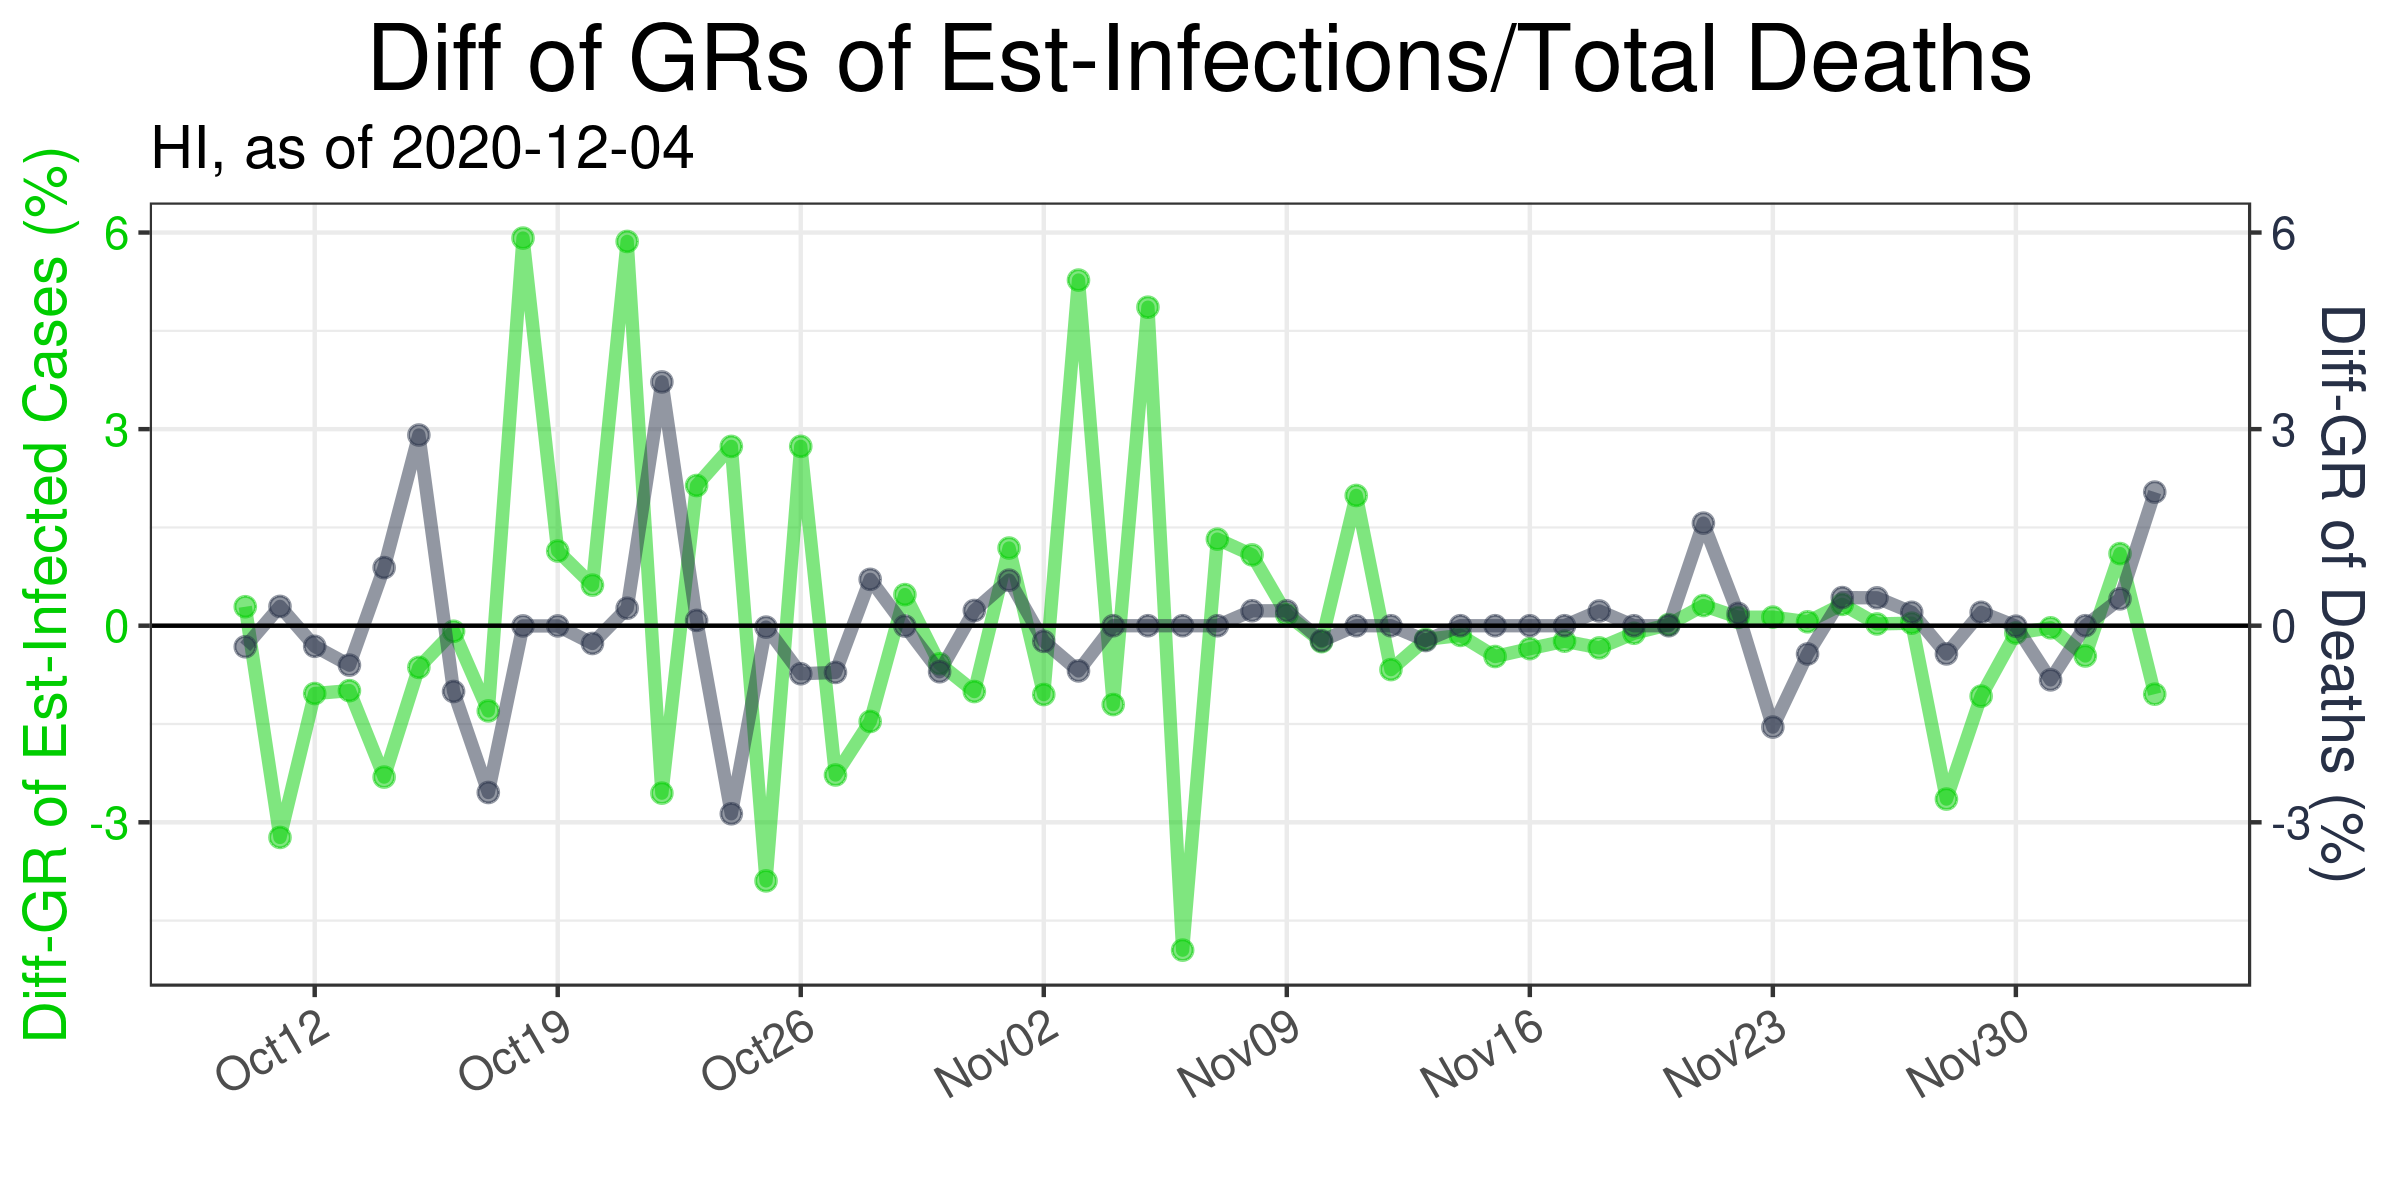 Diff of GRs of Est-Infections/Total Deaths
HI, as of 2020-12-04
Diff-GR of Est-Infected Cases (%)
6
3
0
-3
6
3
0
-3
Diff-GR of Deaths (%)
Oct12
Oct19
Oct26
Nov02
Nov09
Nov16
Nov23
Nov30